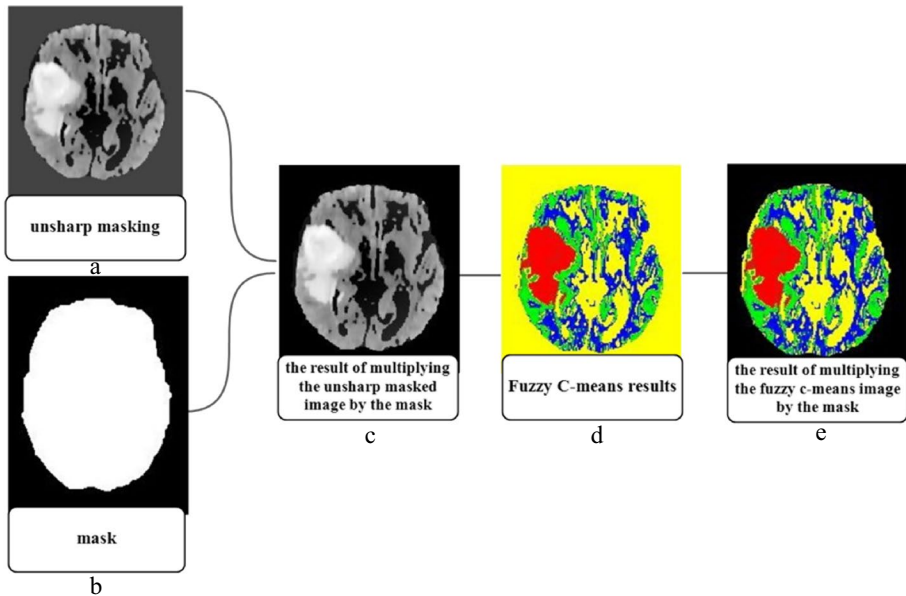 unsharp masking
a
mask
b
the result of multiplying
the unsharp masked
image by the mask
c
Fuzzy C-means results
d
the result of multiplying
the fuzzy c-means image
by the mask
e